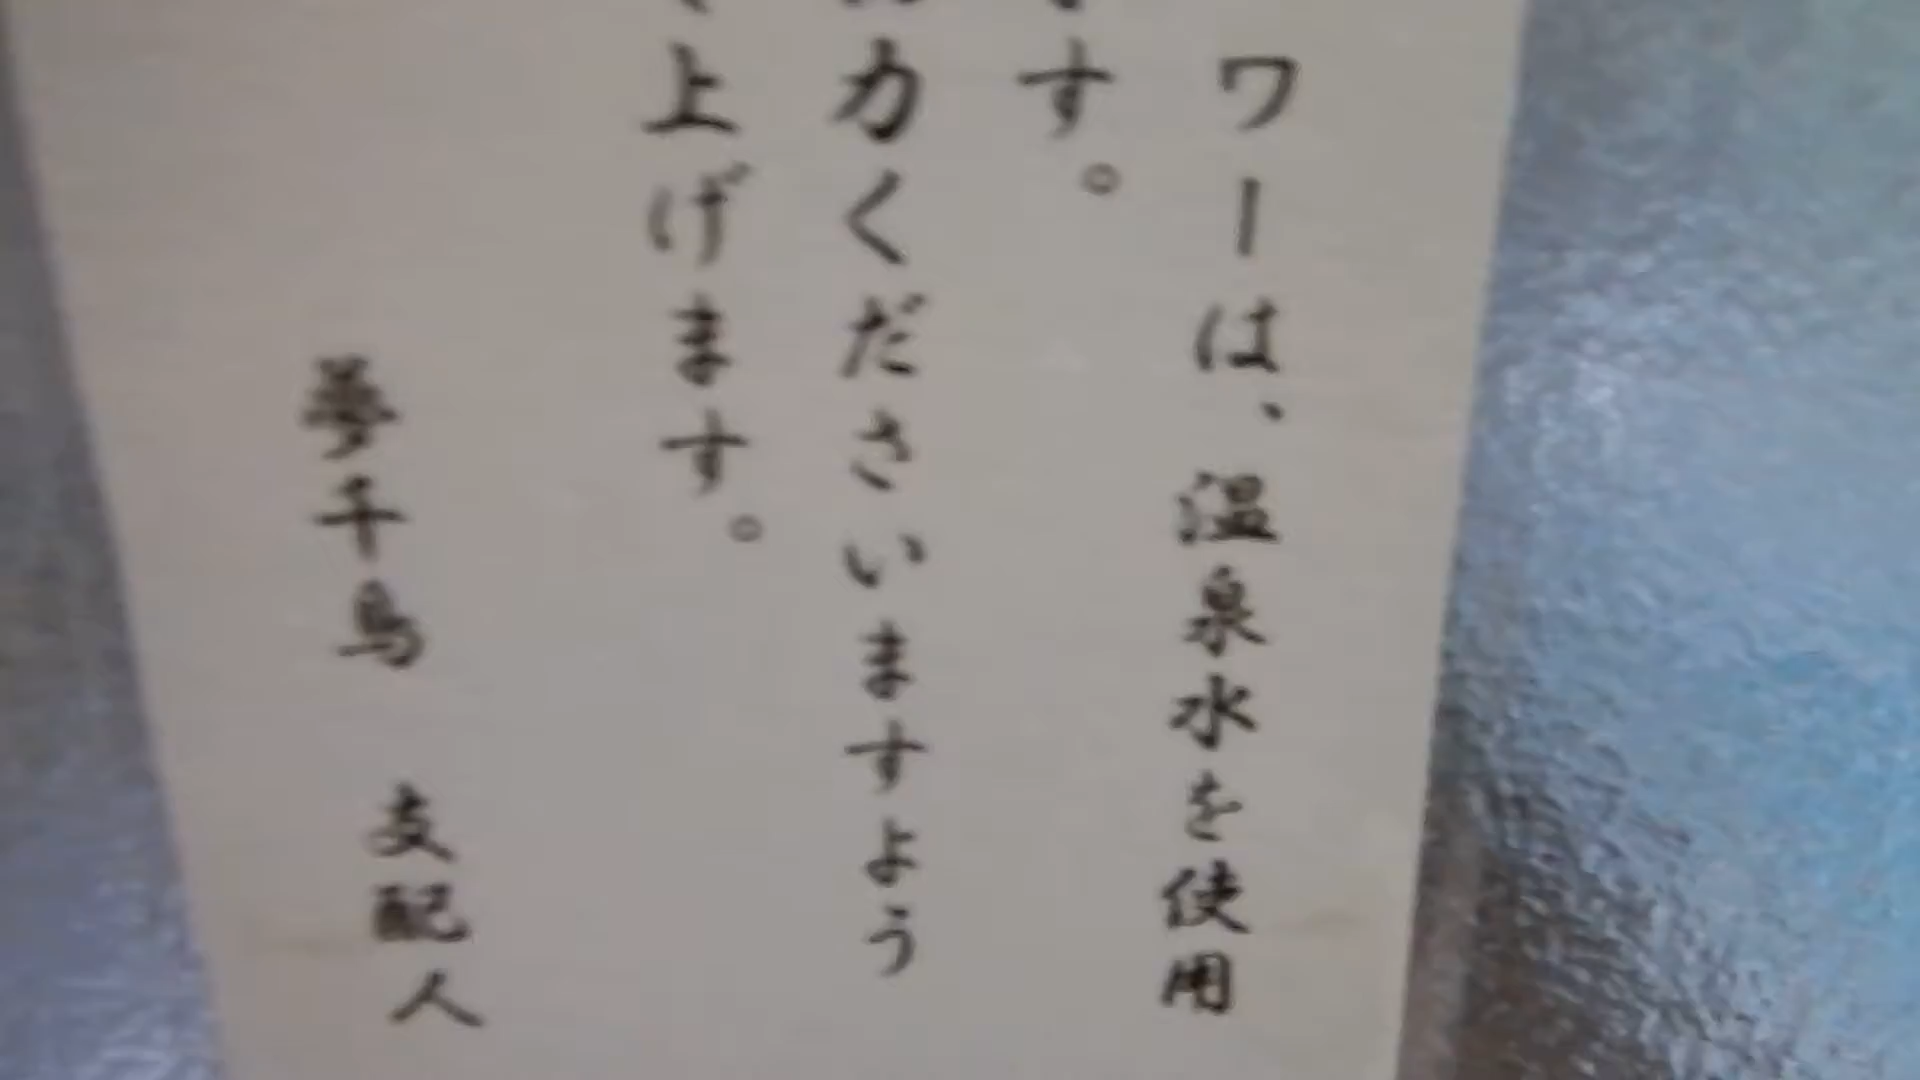 ワーは、温泉水を使用
す。
力くださいますよう
上げます。
夢千鳥 支配人